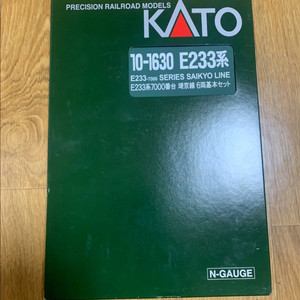 PRECISION RAILROAD MODELS
KATO
10-1630 E233系
E233-7000 SERIES SAIKYO LINE
E233系7000番台 埼京線 6両基本セット
N-GAUGE